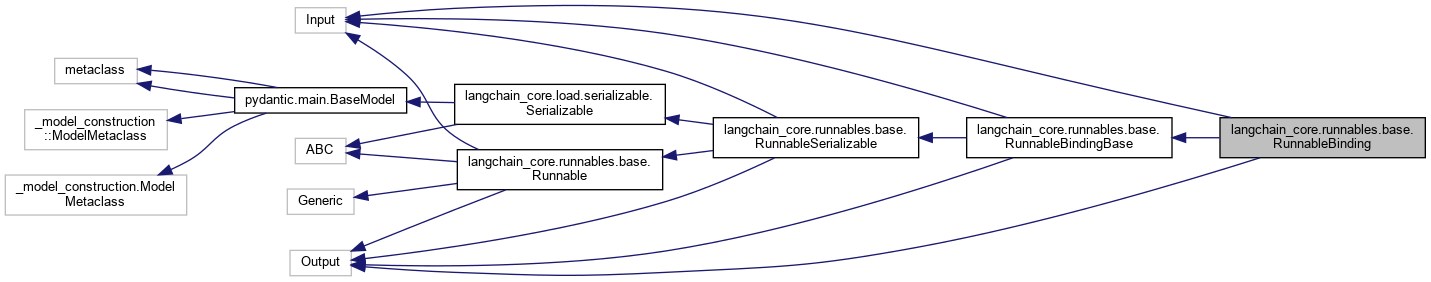 Input
metaclass
pydantic.main.BaseModel
_model_construction
::ModelMetaclass
_model_construction.Model
Metaclass
langchain_core.load.serializable.
Serializable
ABC
langchain_core.runnables.base.
Runnable
Generic
Output
langchain_core.runnables.base.
RunnableSerializable
langchain_core.runnables.base.
RunnableBindingBase
langchain_core.runnables.base.
RunnableBinding